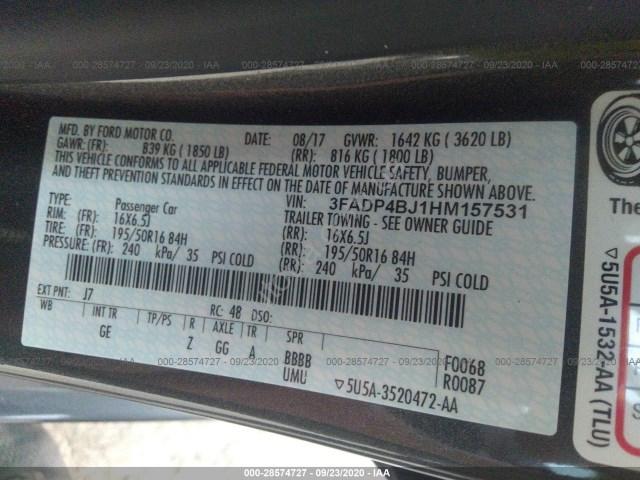 000-28574727 - 09/23/2020 - IAA
MFD. BY FORD MOTOR CO.
DATE: 08/17 GVWR: 1642 KG ( 3620 LB)
GAWR: (FR): 839 KG ( 1850 LB) (RR): 816 KG ( 1800 LB)
THIS VEHICLE CONFORMS TO ALL APPLICABLE FEDERAL MOTOR VEHICLE SAFETY, BUMPER,
AND THEFT PREVENTION STANDARDS IN EFFECT ON THE DATE OF MANUFACTURE SHOWN ABOVE.
VIN: 3FADP4BJ1HM157531
TYPE: Passenger Car TRAILER TOWING - SEE OWNER GUIDE
RIM: (FR): 16X6.5J (RR): 16X6.5J
TIRE: (FR): 195/50R16 84H (RR): 195/50R16 84H
PRESSURE: (FR): 240 kPa/ 35 PSI COLD (RR): 240 kPa/ 35 PSI COLD
EXT PNT: J7 RC: 48 DSO:
WB INT TR TP/PS R AXLE TR SPR
GE Z GG A BBBB F0068
UMU R0087
▽5U5A-3520472-AA
▽5U5A-1532 AA (TLU)
000-28574727 - 09/23/2020 - IAA